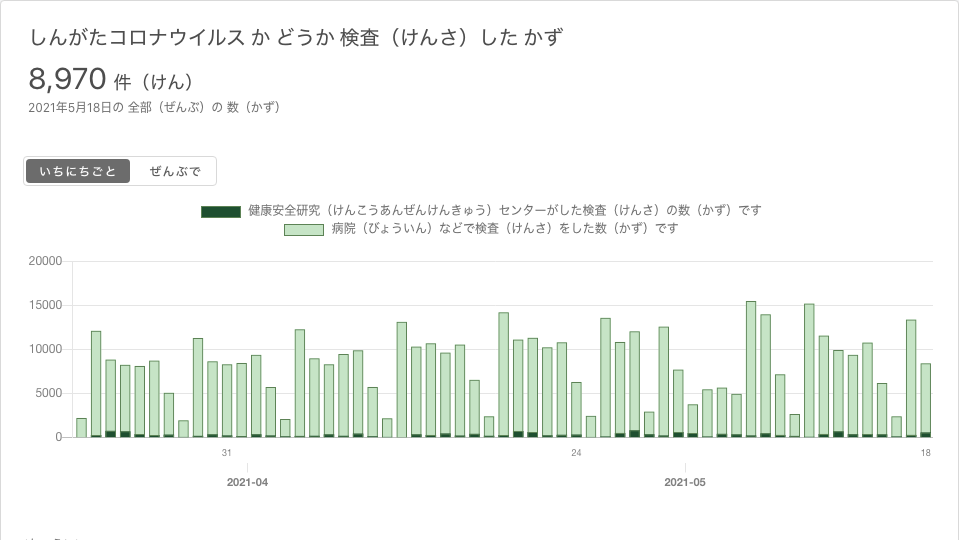 しんがたコロナウイルス か どうか 検査（けんさ）した かず
8,970 件（けん）
2021年5月18日の 全部（ぜんぶ）の 数（かず）
いちにちごと ぜんぶで
健康安全研究（けんこうあんぜんけんきゅう）センターがした検査（けんさ）の数（かず）です
病院（びょういん）などで検査（けんさ）をした数（かず）です
20000
15000
10000
5000
0
31 24 18
2021-04 2021-05